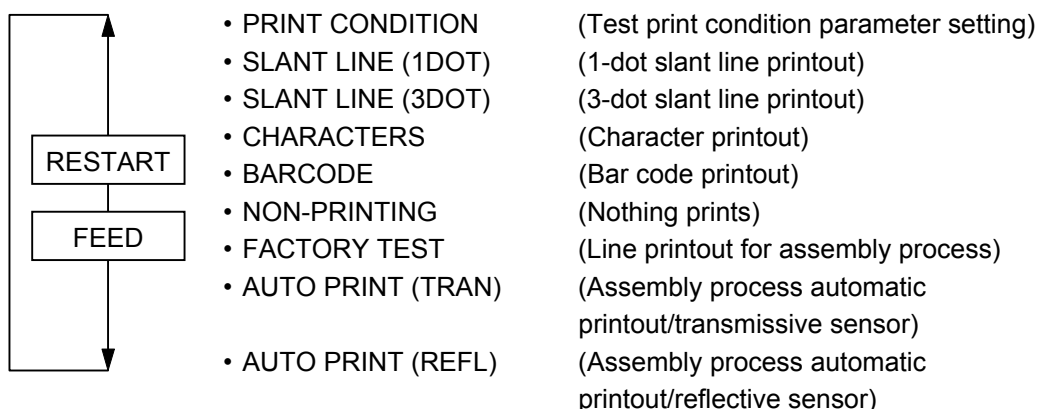 • PRINT CONDITION (Test print condition parameter setting)
• SLANT LINE (1DOT) (1-dot slant line printout)
• SLANT LINE (3DOT) (3-dot slant line printout)
• CHARACTERS (Character printout)
RESTART
• BARCODE (Bar code printout)
• NON-PRINTING (Nothing prints)
FEED
• FACTORY TEST (Line printout for assembly process)
• AUTO PRINT (TRAN) (Assembly process automatic
printout/transmissive sensor)
• AUTO PRINT (REFL) (Assembly process automatic
printout/reflective sensor)